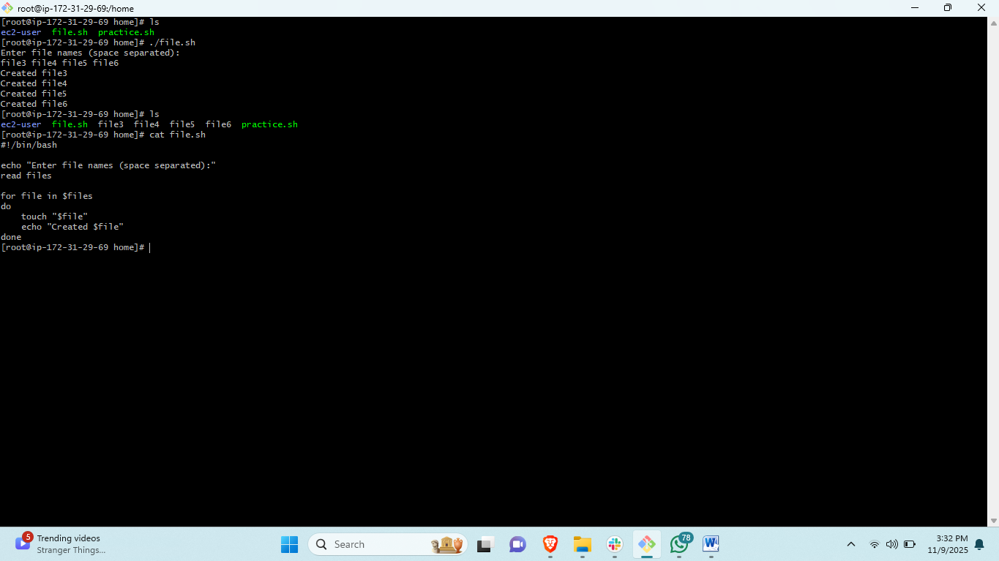 root@ip-172-31-29-69:/home
[root@ip-172-31-29-69 home]# ls
ec2-user  file.sh  practice.sh
[root@ip-172-31-29-69 home]# ./file.sh
Enter file names (space separated):
file3 file4 file5 file6
Created file3
Created file4
Created file5
Created file6
[root@ip-172-31-29-69 home]# ls
ec2-user  file.sh  file3  file4  file5  file6  practice.sh
[root@ip-172-31-29-69 home]# cat file.sh
#!/bin/bash

echo "Enter file names (space separated):"
read files

for file in $files
do
    touch "$file"
    echo "Created $file"
done
[root@ip-172-31-29-69 home]#
5
Trending videos
Stranger Things...
Search
78
W
3:32 PM
11/9/2025